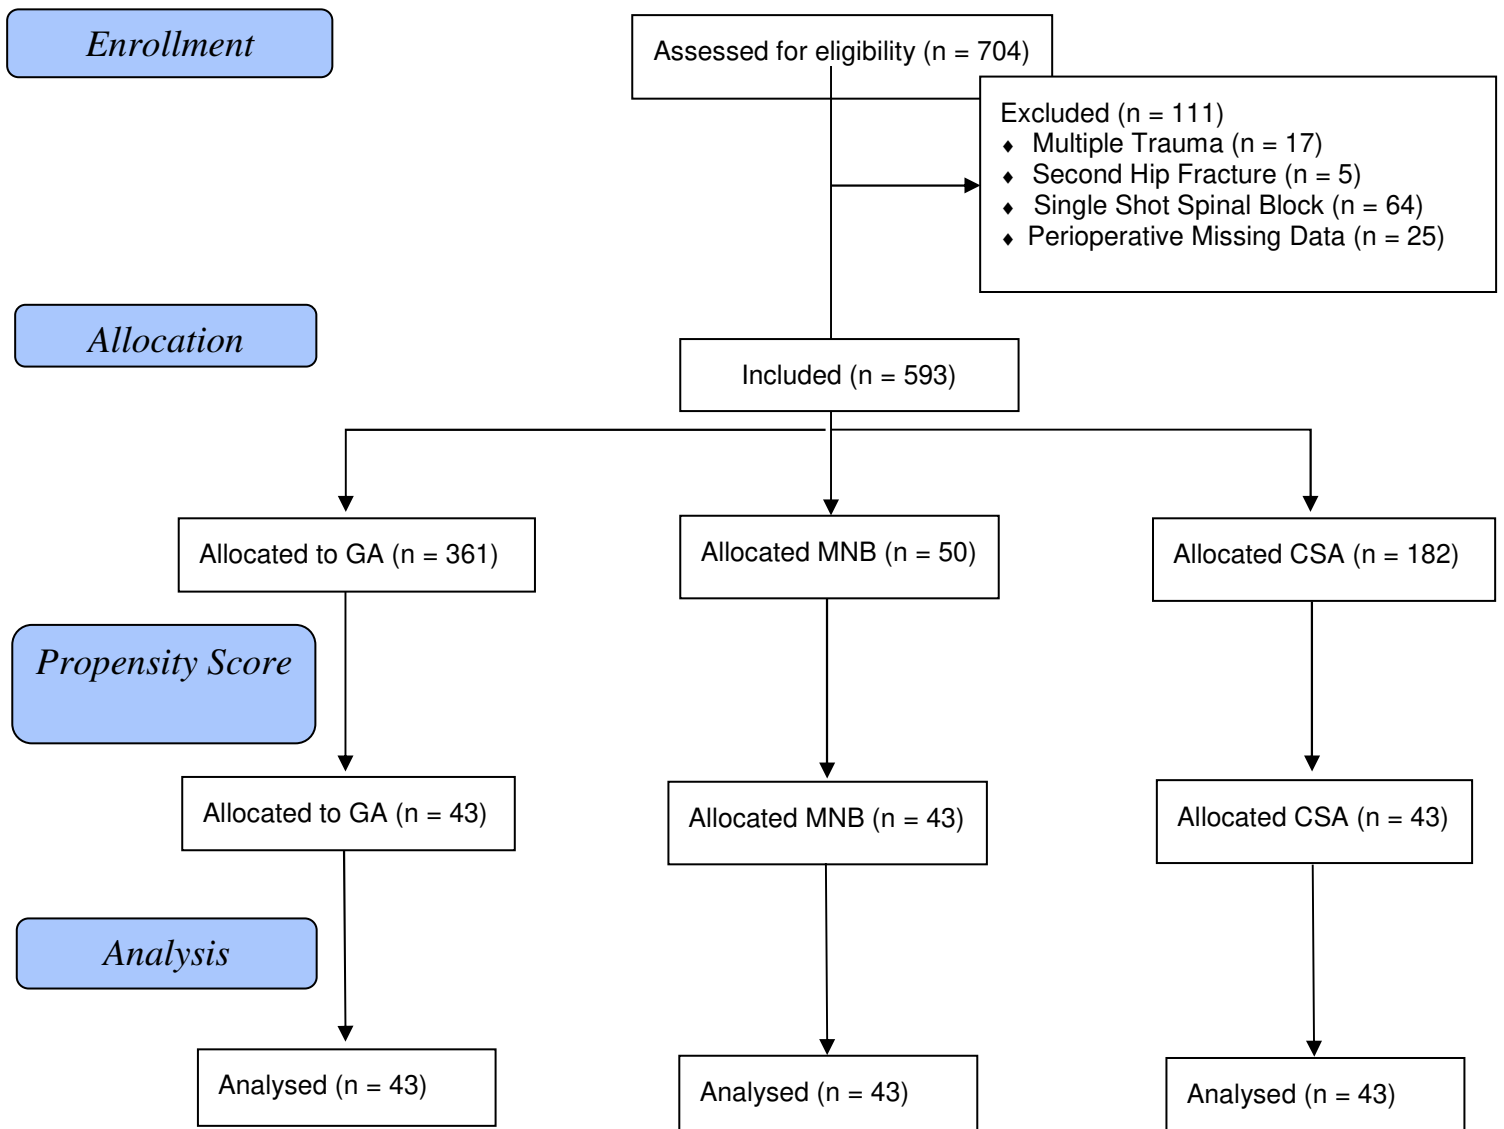 Enrollment
Assessed for eligibility (n = 704)
Excluded (n = 111)
♦ Multiple Trauma (n = 17)
♦ Second Hip Fracture (n = 5)
♦ Single Shot Spinal Block (n = 64)
♦ Perioperative Missing Data (n = 25)
Allocation
Included (n = 593)
Allocated to GA (n = 361)
Allocated MNB (n = 50)
Allocated CSA (n = 182)
Propensity Score
Allocated to GA (n = 43)
Allocated MNB (n = 43)
Allocated CSA (n = 43)
Analysis
Analysed (n = 43)
Analysed (n = 43)
Analysed (n = 43)